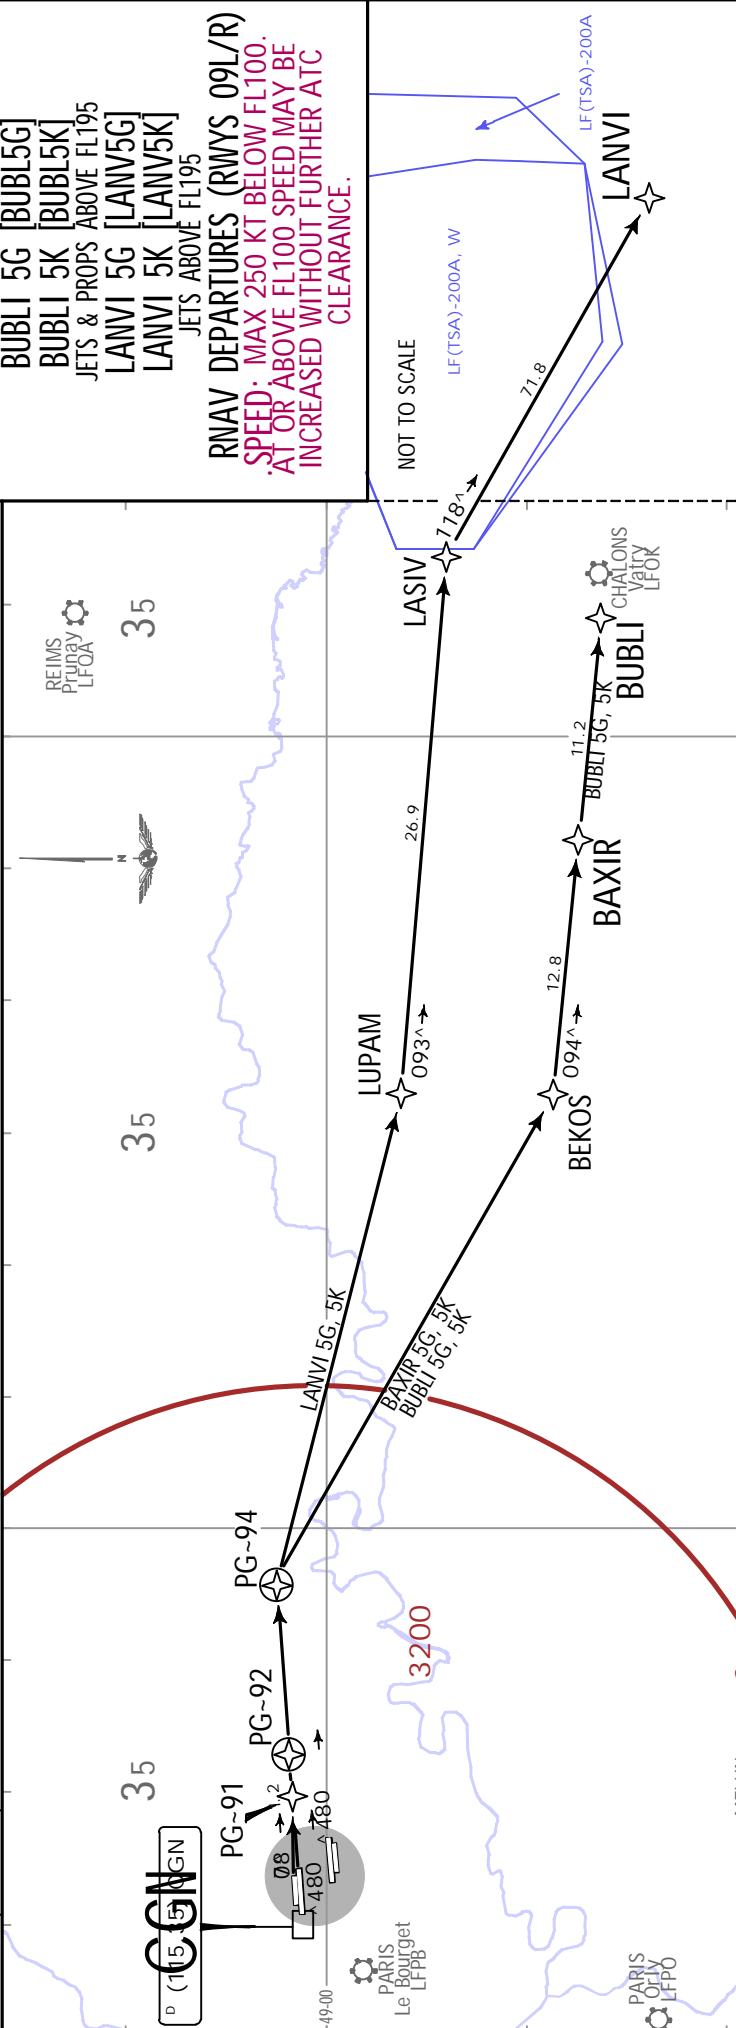 BUBLI 5G [BUBL5G]
BUBLI 5K [BUBL5K]
JETS & PROPS ABOVE FL195
LANVI 5G [LANV5G]
LANVI 5K [LANV5K]
JETS ABOVE FL195
RNAV DEPARTURES (RWYS 09L/R)
.SPEED: MAX 250 KT BELOW FL100.
AT OR ABOVE FL100 SPEED MAY BE
INCREASED WITHOUT FURTHER ATC
CLEARANCE.
LF(TSA)-200A
LANVI
LF(TSA)-200A, W
71.8
NOT TO SCALE
118^
LASIV
REIMS
Prunay
LFQA
35
CHALONS
Vatry
LFOK
BUBLI
11.2
BUBLI 5G, 5K
26.9
N
BAXIR
12.8
LUPAM
093^
094^
BEKOS
35
LANVI 5G, 5K
BAXIR 5G, 5K
BUBLI 5G, 5K
PG~94
3200
PG~92
PG~91
.2
35
480
480
CGN
D (115.35) CGN
PARIS
Le Bourget
LFPB
49-00
PARIS
Orly
LFPO